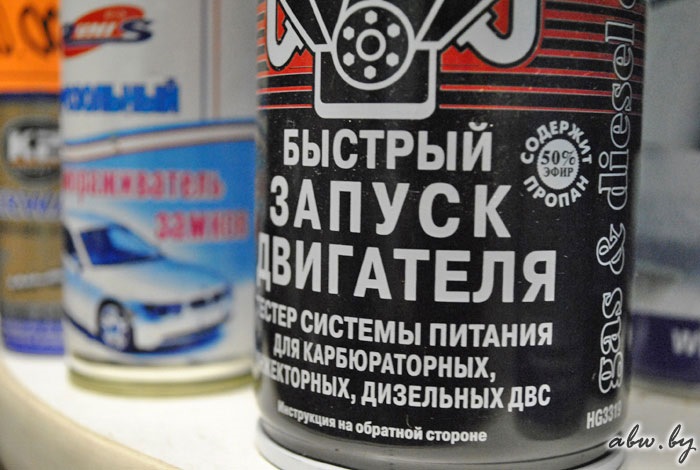 БЫСТРЫЙ
ЗАПУСК
ДВИГАТЕЛЯ
ТЕСТЕР СИСТЕМЫ ПИТАНИЯ
ДЛЯ КАРБЮРАТОРНЫХ,
ДИЗЕЛЬНЫХ ДВС
Инструкция на обратной стороне
СОДЕРЖИТ
50%
ЭФИР
ПРОПАН
gas & diesel
замков
abw.by